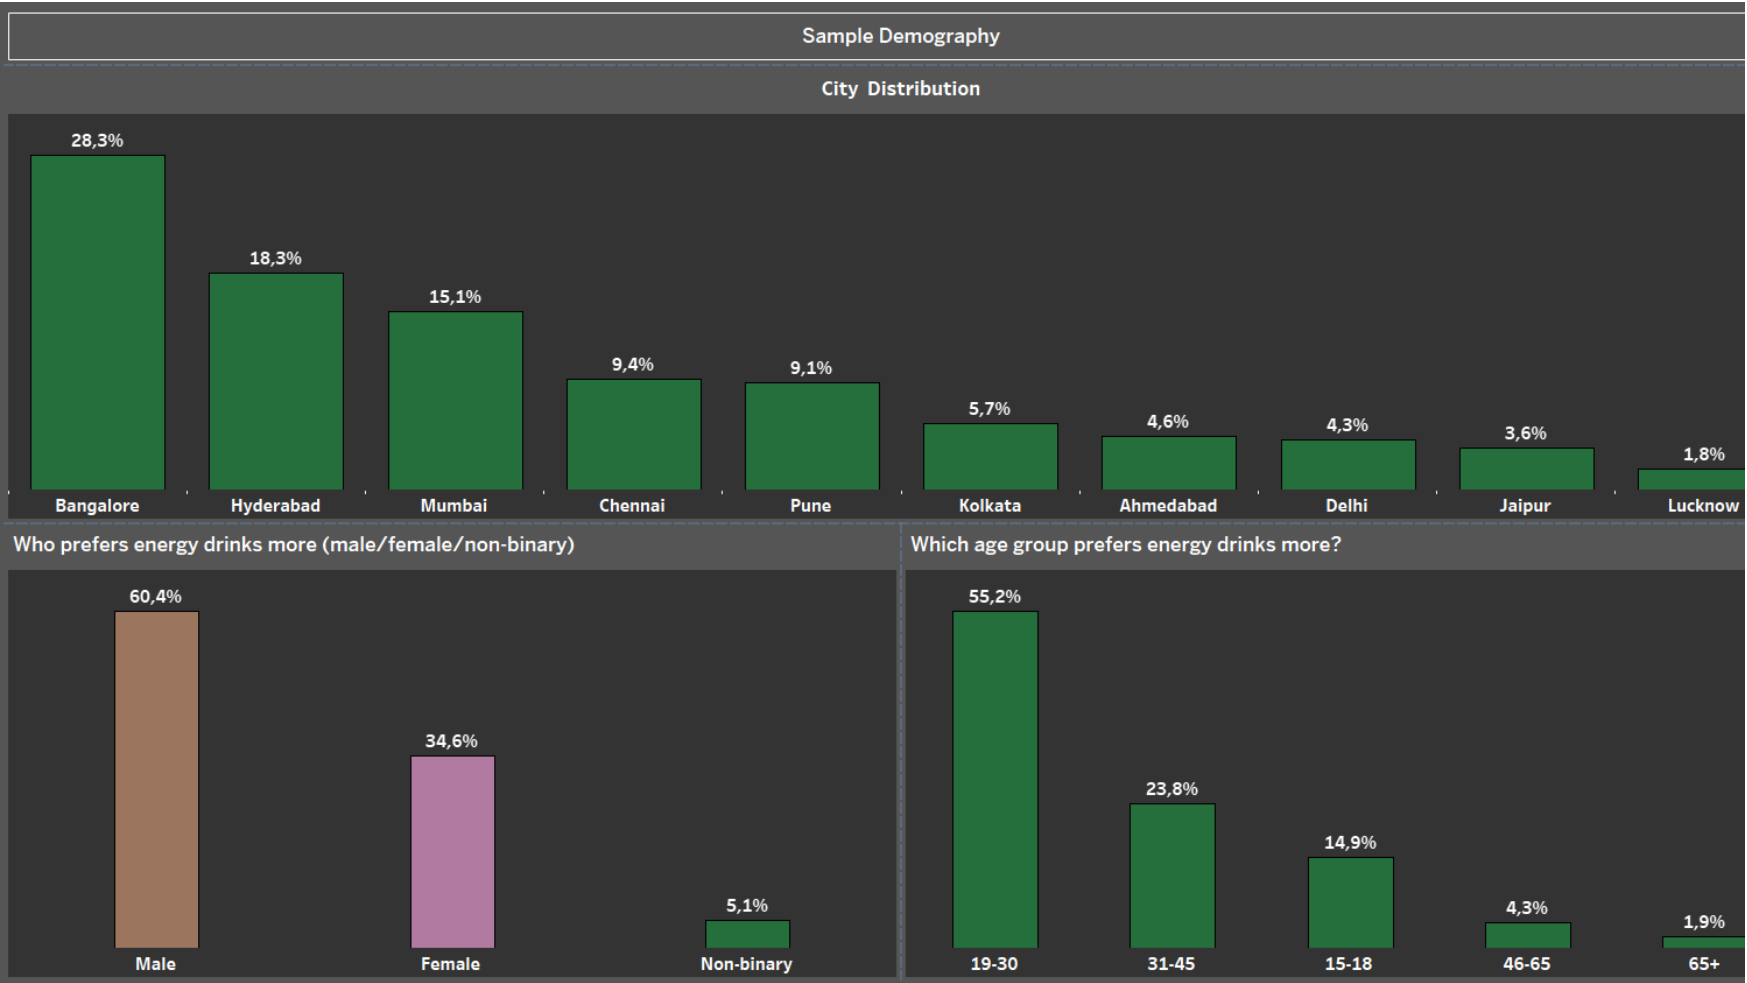 Sample Demography
City Distribution
28,3%
18,3%
15,1%
9,4%
9,1%
5,7%
4,6%
4,3%
3,6%
1,8%
Bangalore
Hyderabad
Mumbai
Chennai
Pune
Kolkata
Ahmedabad
Delhi
Jaipur
Lucknow
Who prefers energy drinks more (male/female/non-binary)
60,4%
34,6%
5,1%
Male
Female
Non-binary
Which age group prefers energy drinks more?
55,2%
23,8%
14,9%
4,3%
1,9%
19-30
31-45
15-18
46-65
65+